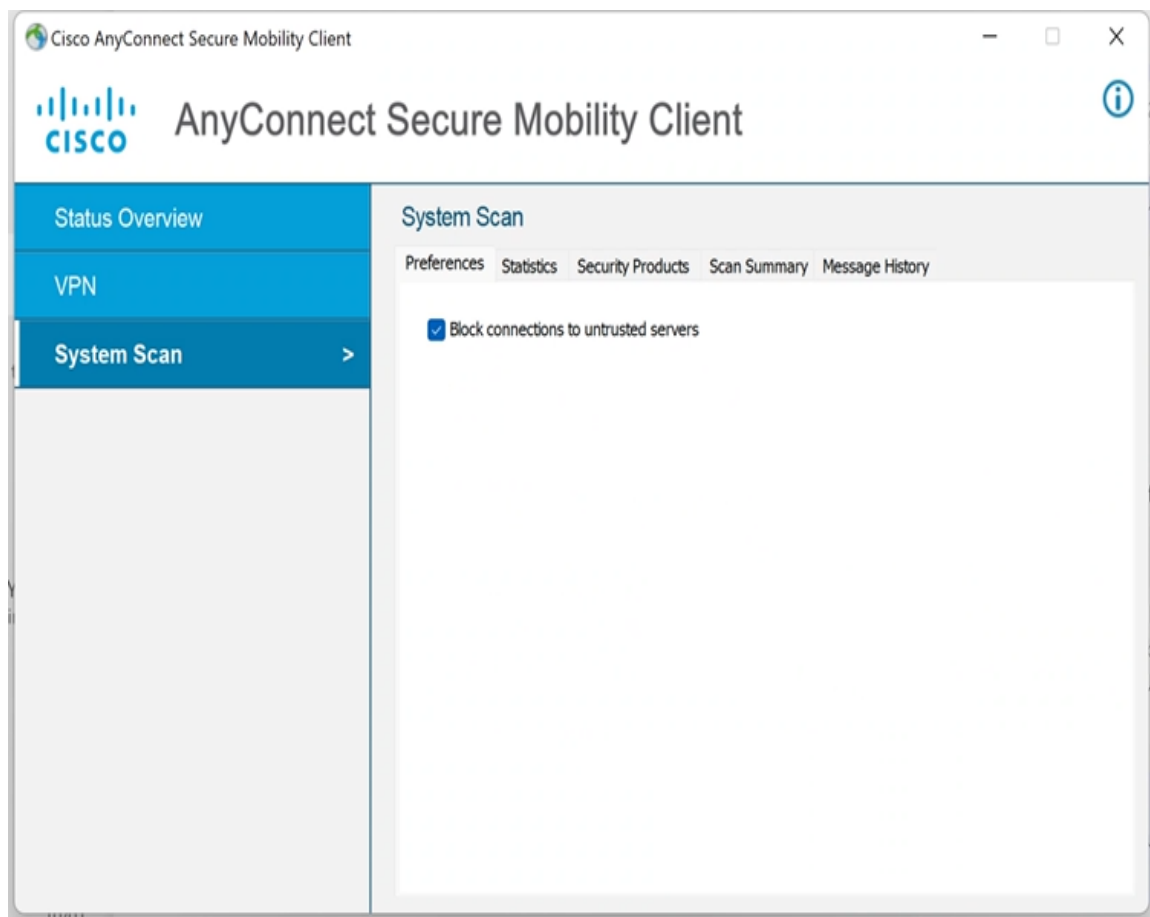 Cisco AnyConnect Secure Mobility Client
CISCO
AnyConnect Secure Mobility Client
Status Overview
VPN
System Scan >
System Scan
Preferences Statistics Security Products Scan Summary Message History
Block connections to untrusted servers